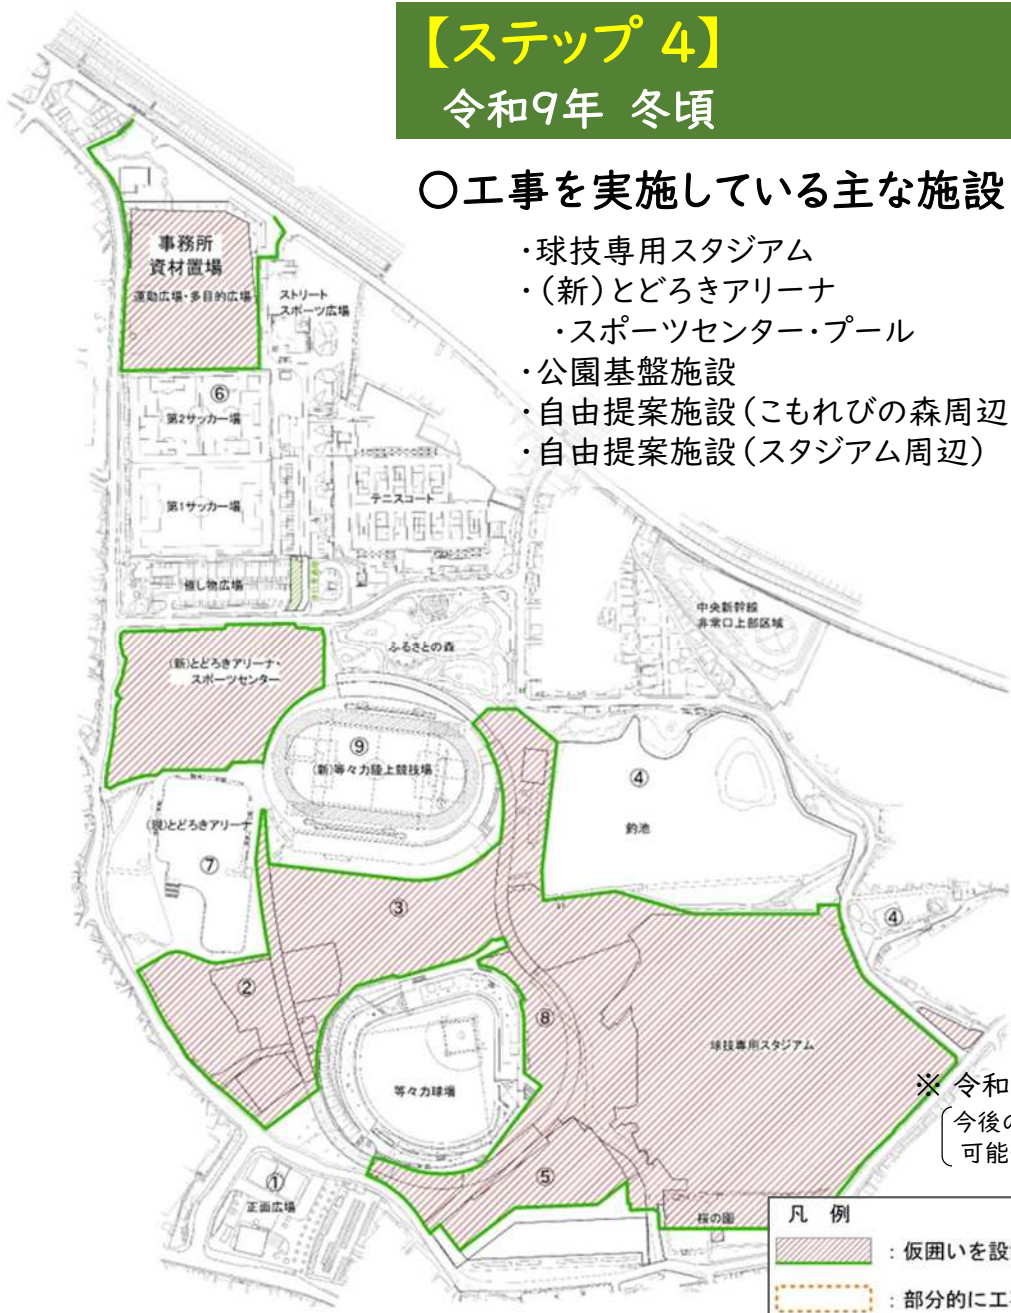 【ステップ 4】
令和9年 冬頃
〇工事を実施している主な施設
・球技専用スタジアム
・(新)とどろきアリーナ
・スポーツセンター・プール
・公園基盤施設
・自由提案施設(こもれびの森周辺
・自由提案施設(スタジアム周辺)
事務所
資材置場
運動広場・多目的広場
ストリート
スポーツ広場
⑥
第2サッカー場
第1サッカー場
テニスコート
催し物広場
中央新幹線
非常口上部区域
ふるさとの森
(新)とどろきアリーナ・
スポーツセンター
⑨
(新)等々力陸上競技場
④
釣池
(現)とどろきアリーナ
⑦
③
④
②
⑧
球技専用スタジアム
等々力球場
※ 令和
今後の
可能
⑤
①
正面広場
桜の園
凡 例
：仮囲いを設
：部分的に工